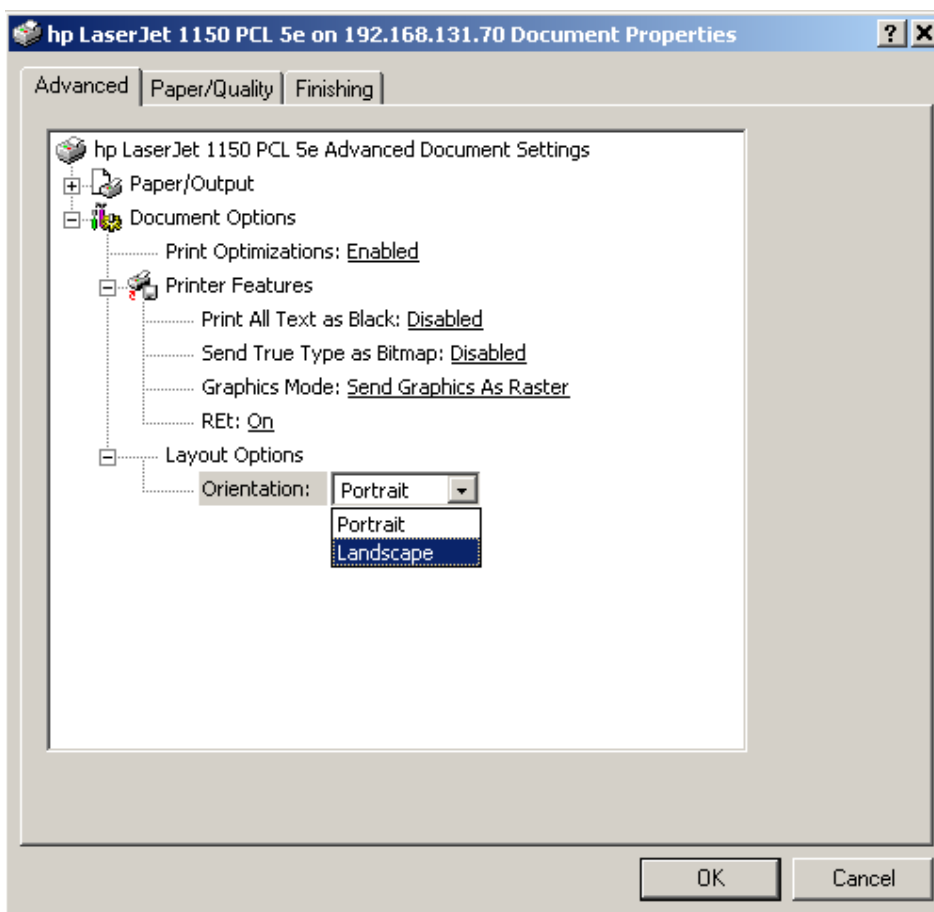 hp LaserJet 1150 PCL 5e on 192.168.131.70 Document Properties
Advanced Paper/Quality Finishing
hp LaserJet 1150 PCL 5e Advanced Document Settings
Paper/Output
Document Options
Print Optimizations: Enabled
Printer Features
Print All Text as Black: Disabled
Send True Type as Bitmap: Disabled
Graphics Mode: Send Graphics As Raster
REt: On
Layout Options
Orientation: Portrait
Portrait
Landscape
OK Cancel